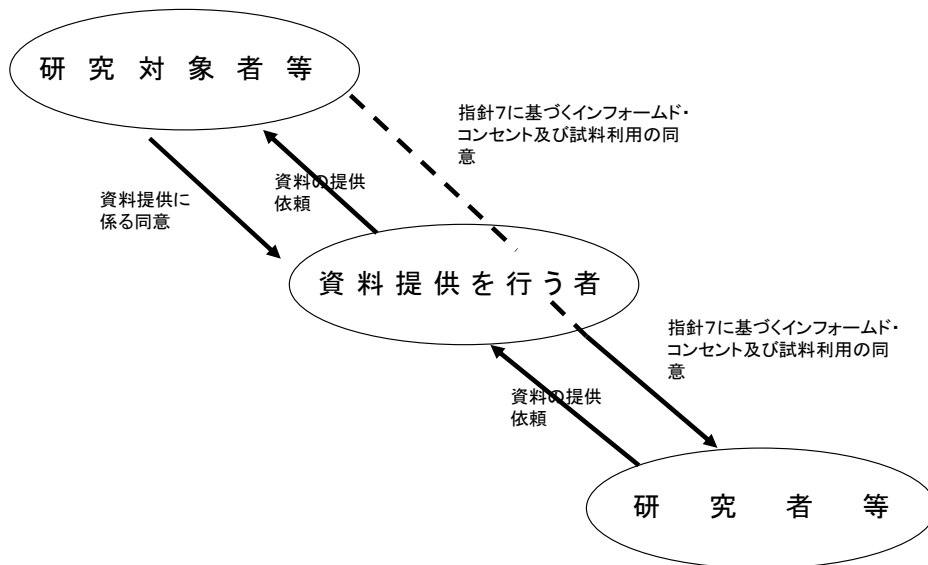 研究対象者等
指針7に基づくインフォームド・
コンセント及び試料利用の同
意
資料の提供
依頼
資料提供に
係る同意
資料提供を行う者
指針7に基づくインフォームド・
コンセント及び試料利用の同
意
資料の提供
依頼
研究者等